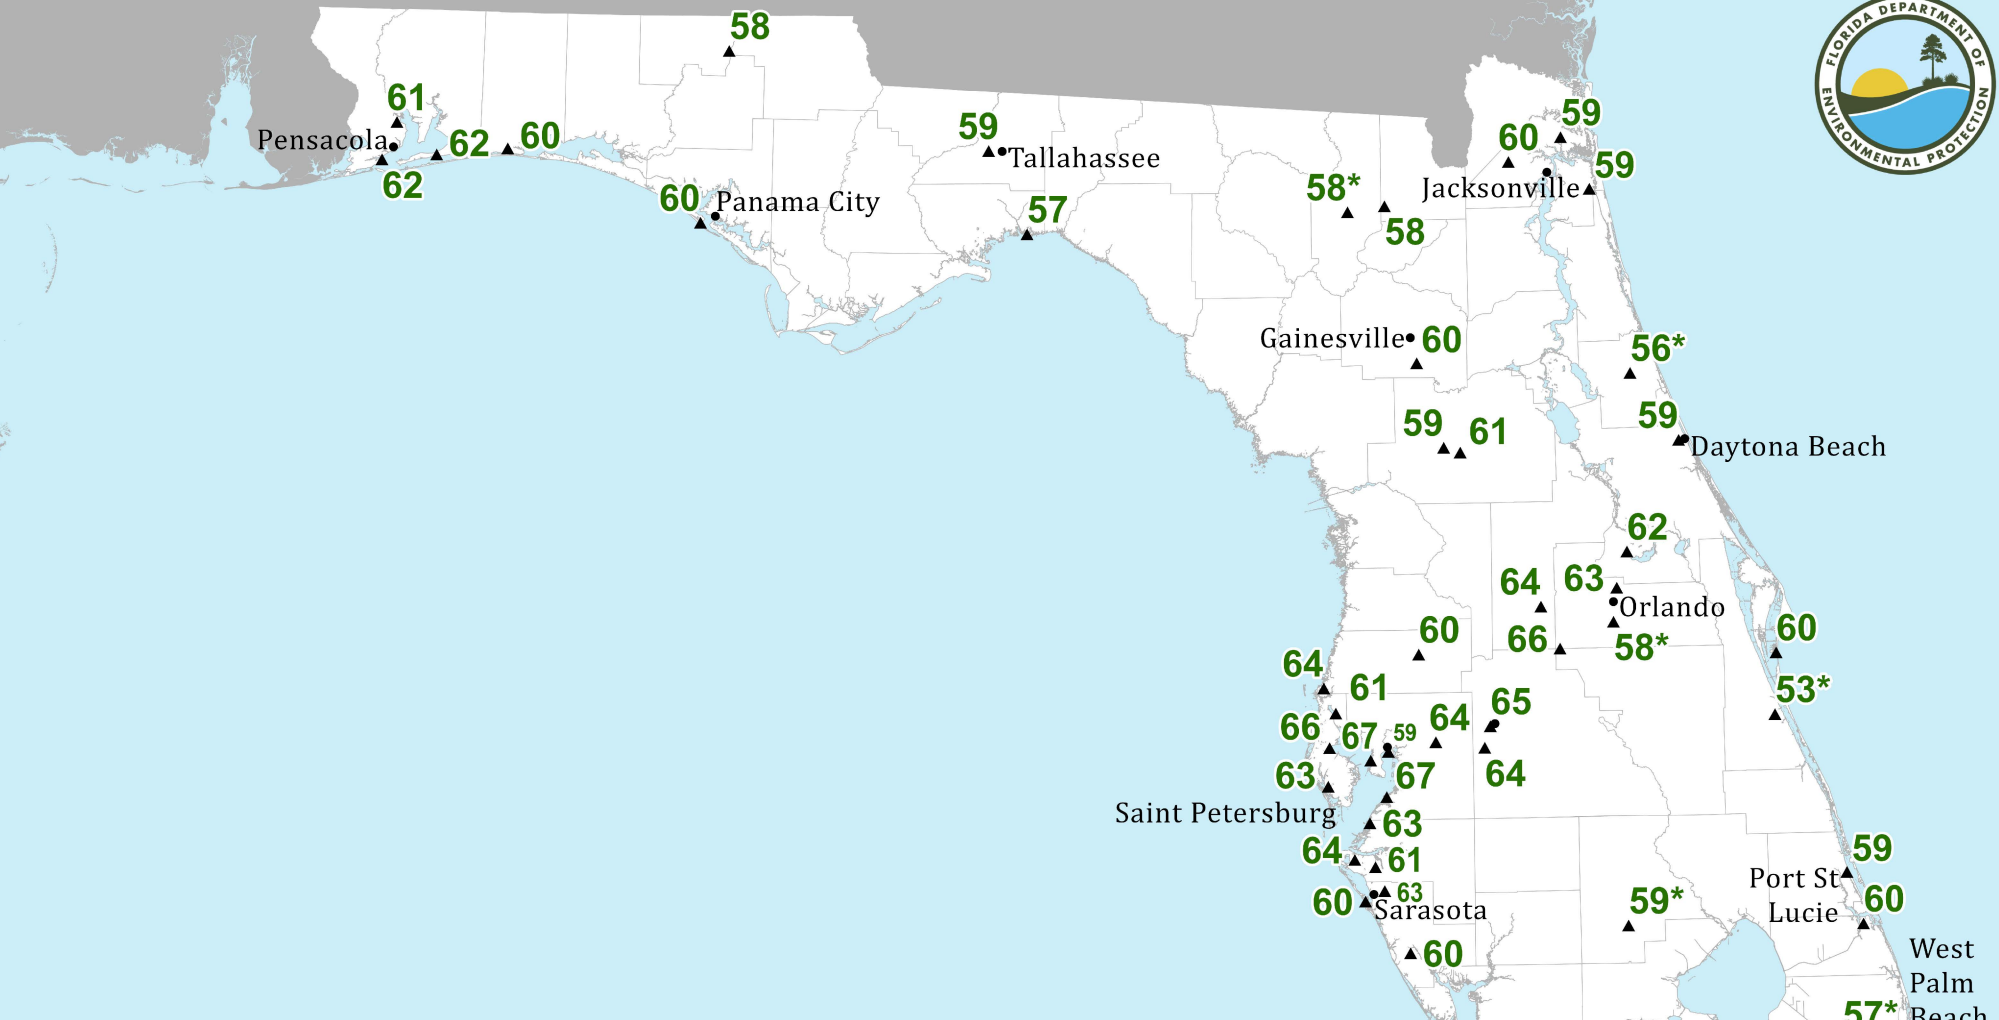 FLORIDA DEPARTMENT OF
ENVIRONMENTAL PROTECTION
58
61
Pensacola
62
60
62
59
Tallahassee
60
Panama City
57
59
60
59
Jacksonville
58*
58
Gainesville
60
56*
59
Daytona Beach
59
61
62
64
63
Orlando
66
58*
60
60
53*
64
61
65
66
67
59
64
63
67
64
Saint Petersburg
63
64
61
59
60
63
Sarasota
59*
Port St
Lucie
60
60
West
Palm
Beach
57*